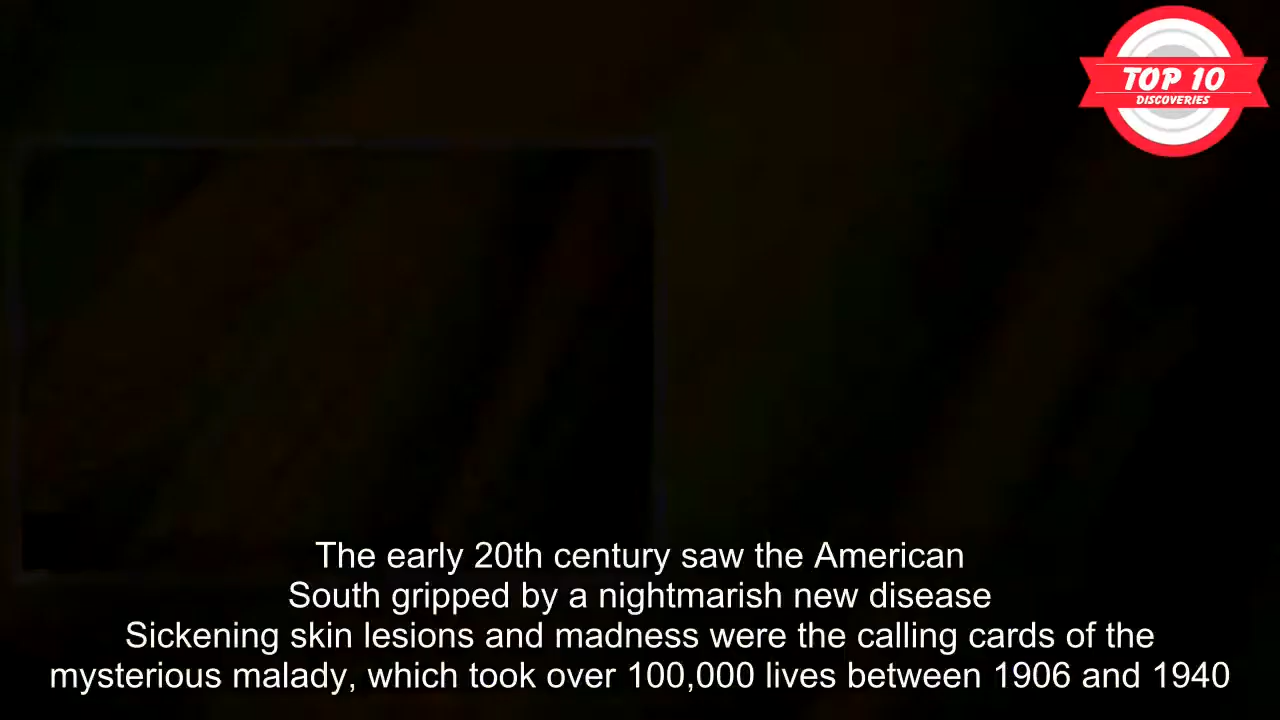 TOP 10
DISCOVERIES
The early 20th century saw the American
South gripped by a nightmarish new disease
Sickening skin lesions and madness were the calling cards of the
mysterious malady, which took over 100,000 lives between 1906 and 1940